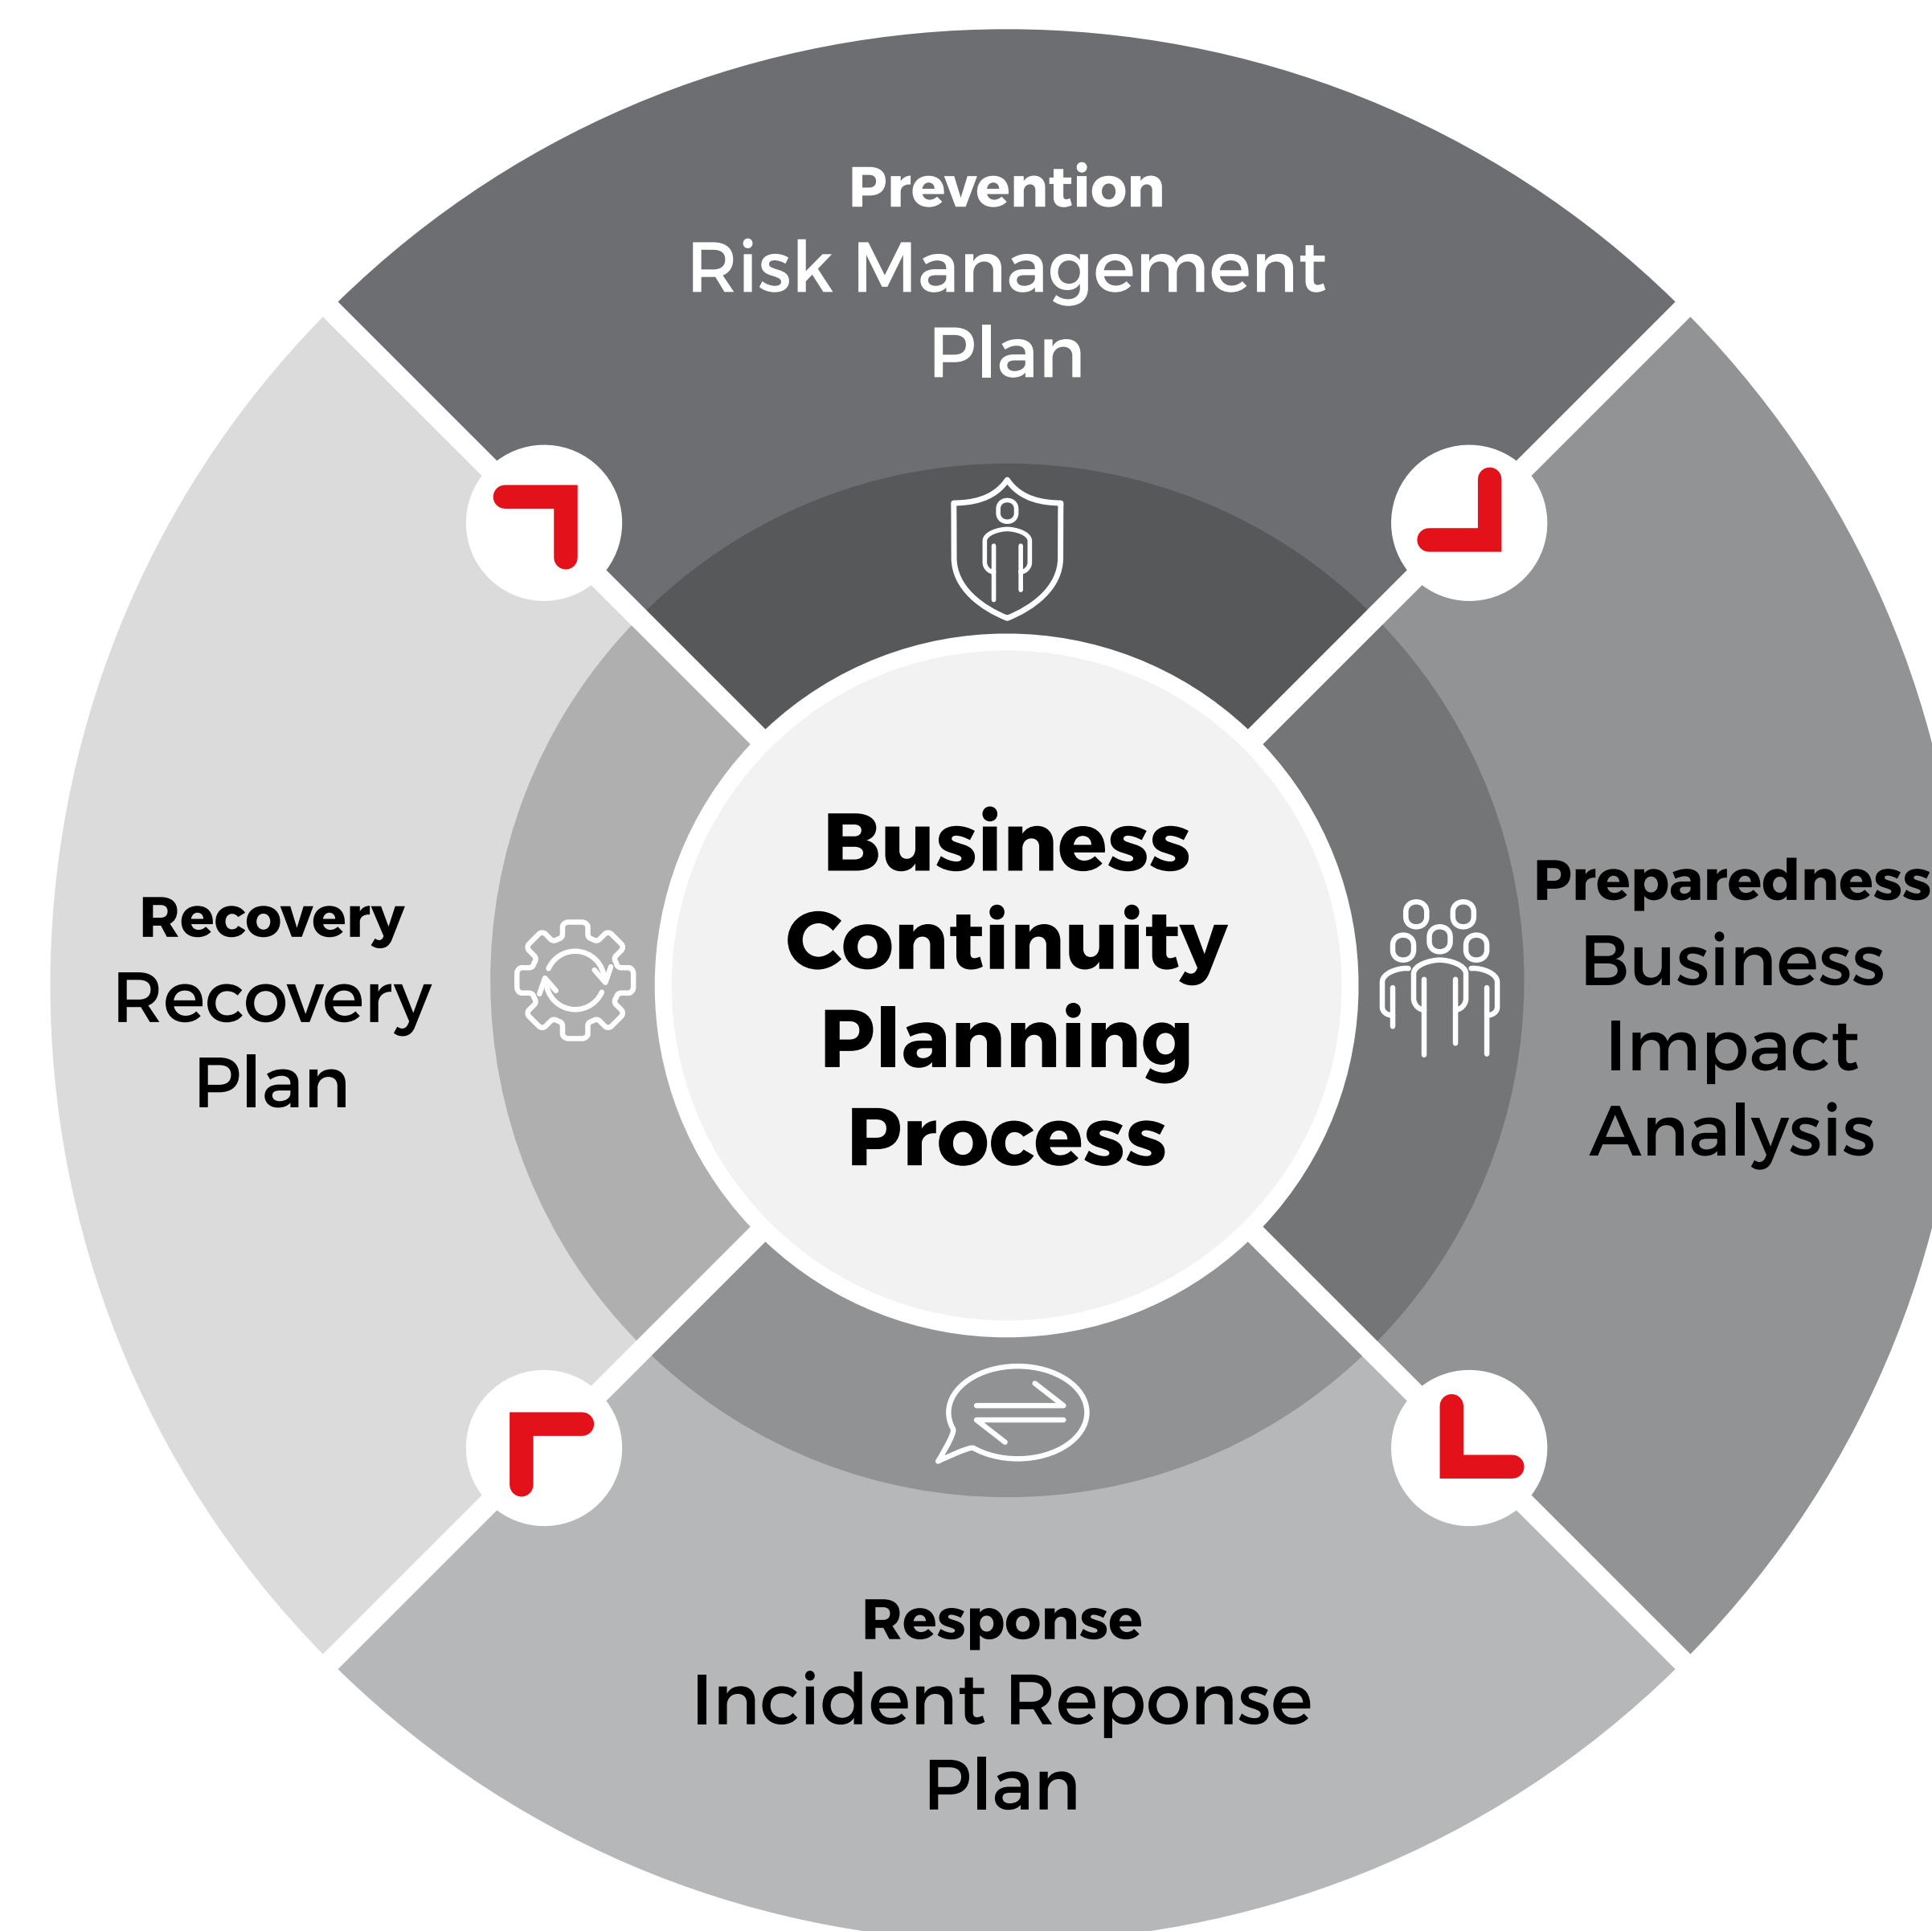 Prevention
Risk Management
Plan
Preparedness
Business
Impact
Analysis
Business
Continuity
Planning
Process
Recovery
Recovery
Plan
Response
Incident Reponse
Plan